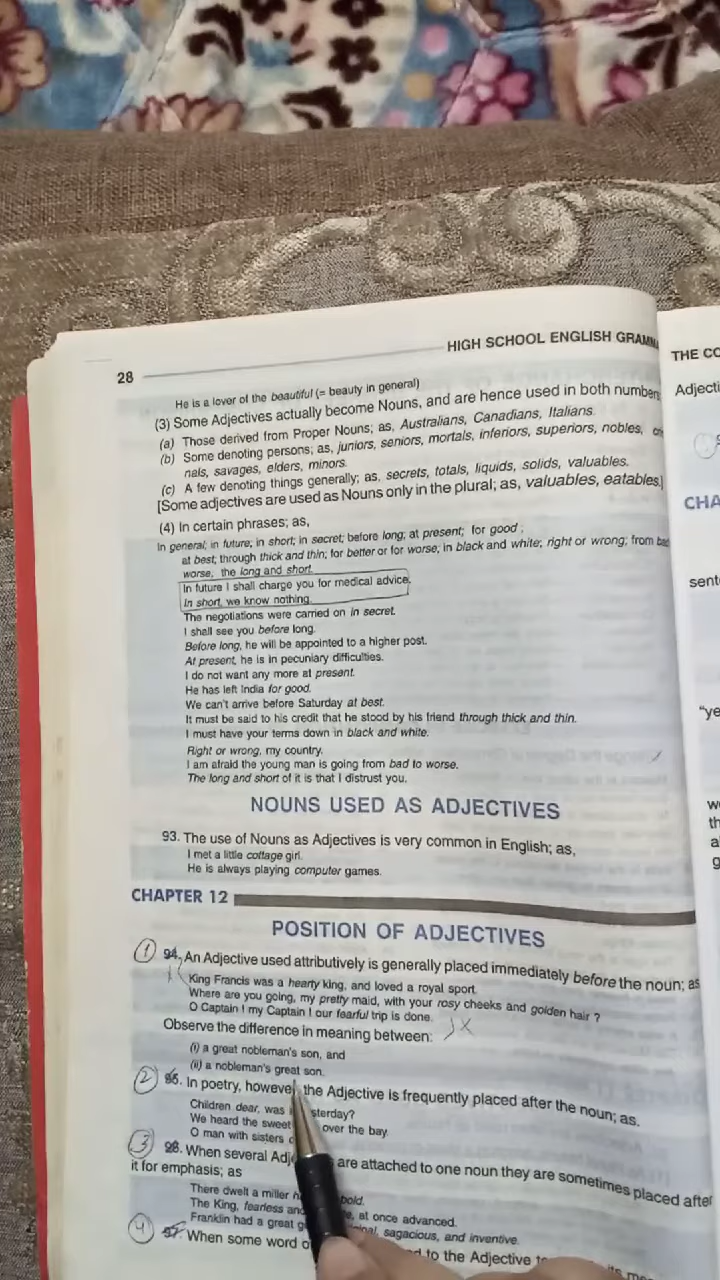 28
HIGH SCHOOL ENGLISH GRAMM
He is a lover of the beautiful (= beauty in general)
(3) Some Adjectives actually become Nouns, and are hence used in both number
(a) Those derived from Proper Nouns; as, Australians, Canadians, Italians.
(b) Some denoting persons; as, juniors, seniors, mortals, inferiors, superiors, nobles,
nals, savages, elders, minors.
(c) A few denoting things generally; as, secrets, totals, liquids, solids, valuables.
[Some adjectives are used as Nouns only in the plural; as, valuables, eatables.]
(4) In certain phrases; as,
In general; in future; in short; in secret; before long; at present; for good;
at best; through thick and thin; for better or for worse; in black and white; right or wrong; from bad
worse, the long and short.
In future I shall charge you for medical advice.
In short, we know nothing.
The negotiations were carried on in secret.
I shall see you before long.
Before long, he will be appointed to a higher post.
At present, he is in pecuniary difficulties.
I do not want any more at present.
He has left India for good.
We can't arrive before Saturday at best.
It must be said to his credit that he stood by his friend through thick and thin.
I must have your terms down in black and white.
Right or wrong, my country.
I am afraid the young man is going from bad to worse.
The long and short of it is that I distrust you.
NOUNS USED AS ADJECTIVES
93. The use of Nouns as Adjectives is very common in English; as,
I met a little cottage girl.
He is always playing computer games.
CHAPTER 12
POSITION OF ADJECTIVES
1 94. An Adjective used attributively is generally placed immediately before the noun; as
King Francis was a hearty king, and loved a royal sport.
Where are you going, my pretty maid, with your rosy cheeks and golden hair ?
O Captain ! my Captain ! our fearful trip is done.
Observe the difference in meaning between:
(i) a great nobleman's son, and
(ii) a nobleman's great son.
2 95. In poetry, however, the Adjective is frequently placed after the noun; as.
Children dear, was sterday?
We heard the sweet over the bay
O man with sisters
3 When several Adj are attached to one noun they are sometimes placed after
it for emphasis; as
There dwelt a miller bold.
The King, fearless and at once advanced.
Franklin had a great sagacious, and inventive.
4 When some word to the Adjective
THE CO
Adjecti
CHA
sent
"ye
w
th
a
g